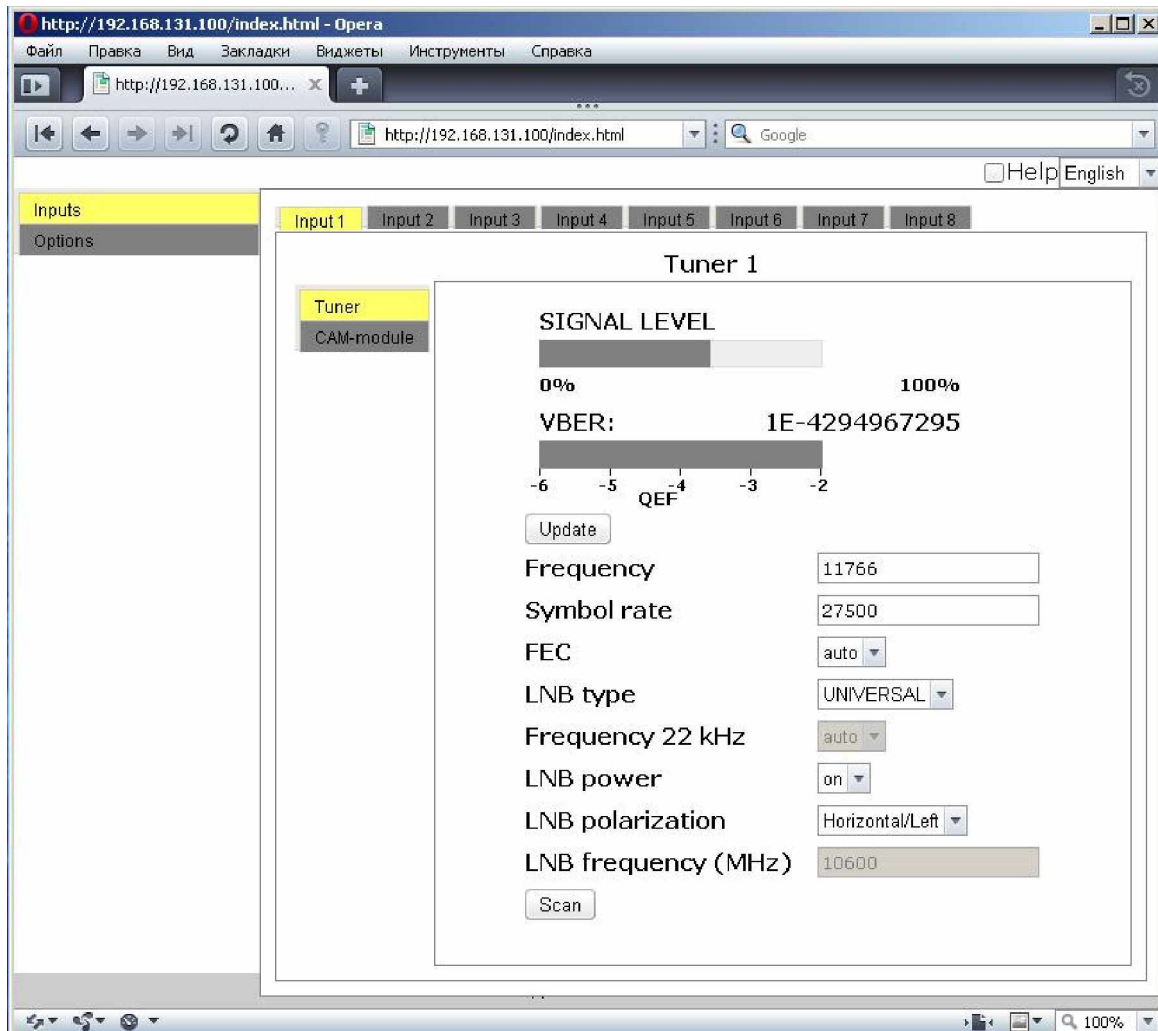 http://192.168.131.100/index.html - Opera
Файл Правка Вид Закладки Виджеты Инструменты Справка
http://192.168.131.100...
http://192.168.131.100/index.html Google
Help English
Inputs
Options
Input 1 Input 2 Input 3 Input 4 Input 5 Input 6 Input 7 Input 8
Tuner 1
Tuner
CAM-module
SIGNAL LEVEL
0% 100%
VBER: 1E-4294967295
-6 -5 -4 -3 -2
QEF
Update
Frequency 11766
Symbol rate 27500
FEC auto
LNB type UNIVERSAL
Frequency 22 kHz auto
LNB power on
LNB polarization Horizontal/Left
LNB frequency (MHz) 10600
Scan
100%